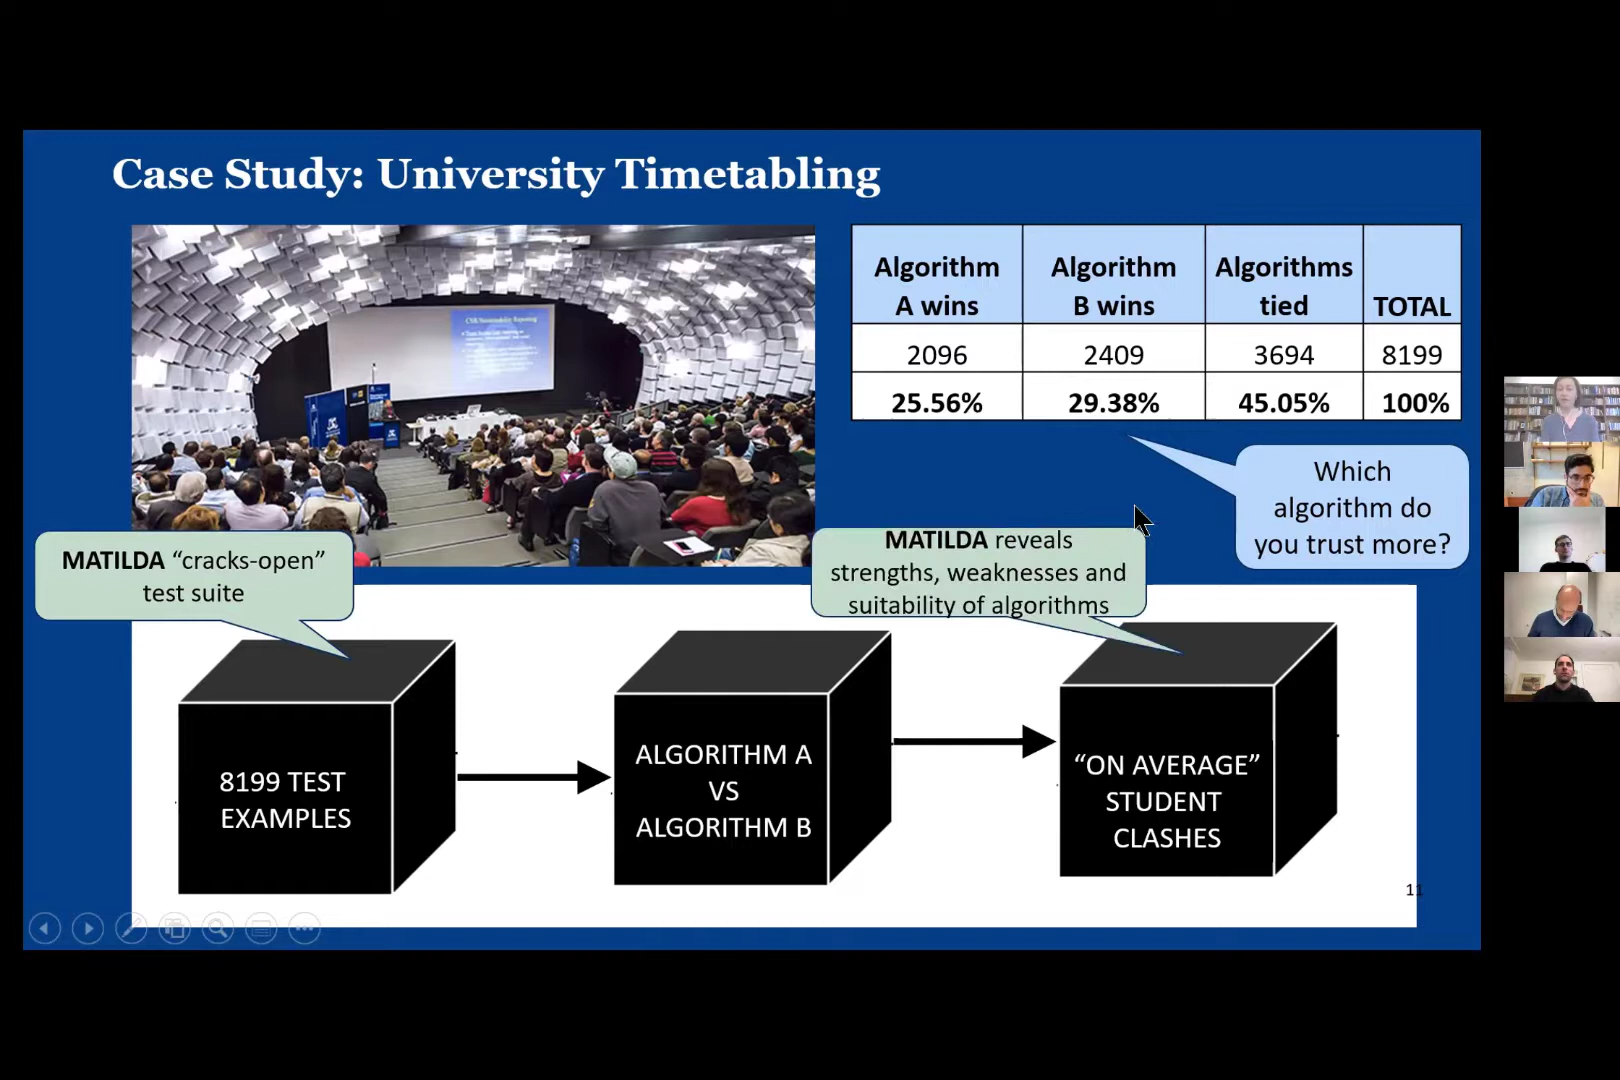 Case Study: University Timetabling
Algorithm
A wins
Algorithm
B wins
Algorithms
tied
TOTAL
2096
2409
3694
8199
25.56%
29.38%
45.05%
100%
Which
algorithm do
you trust more?
MATILDA “cracks-open”
test suite
MATILDA reveals
strengths, weaknesses and
suitability of algorithms
8199 TEST
EXAMPLES
ALGORITHM A
VS
ALGORITHM B
“ON AVERAGE”
STUDENT
CLASHES
11